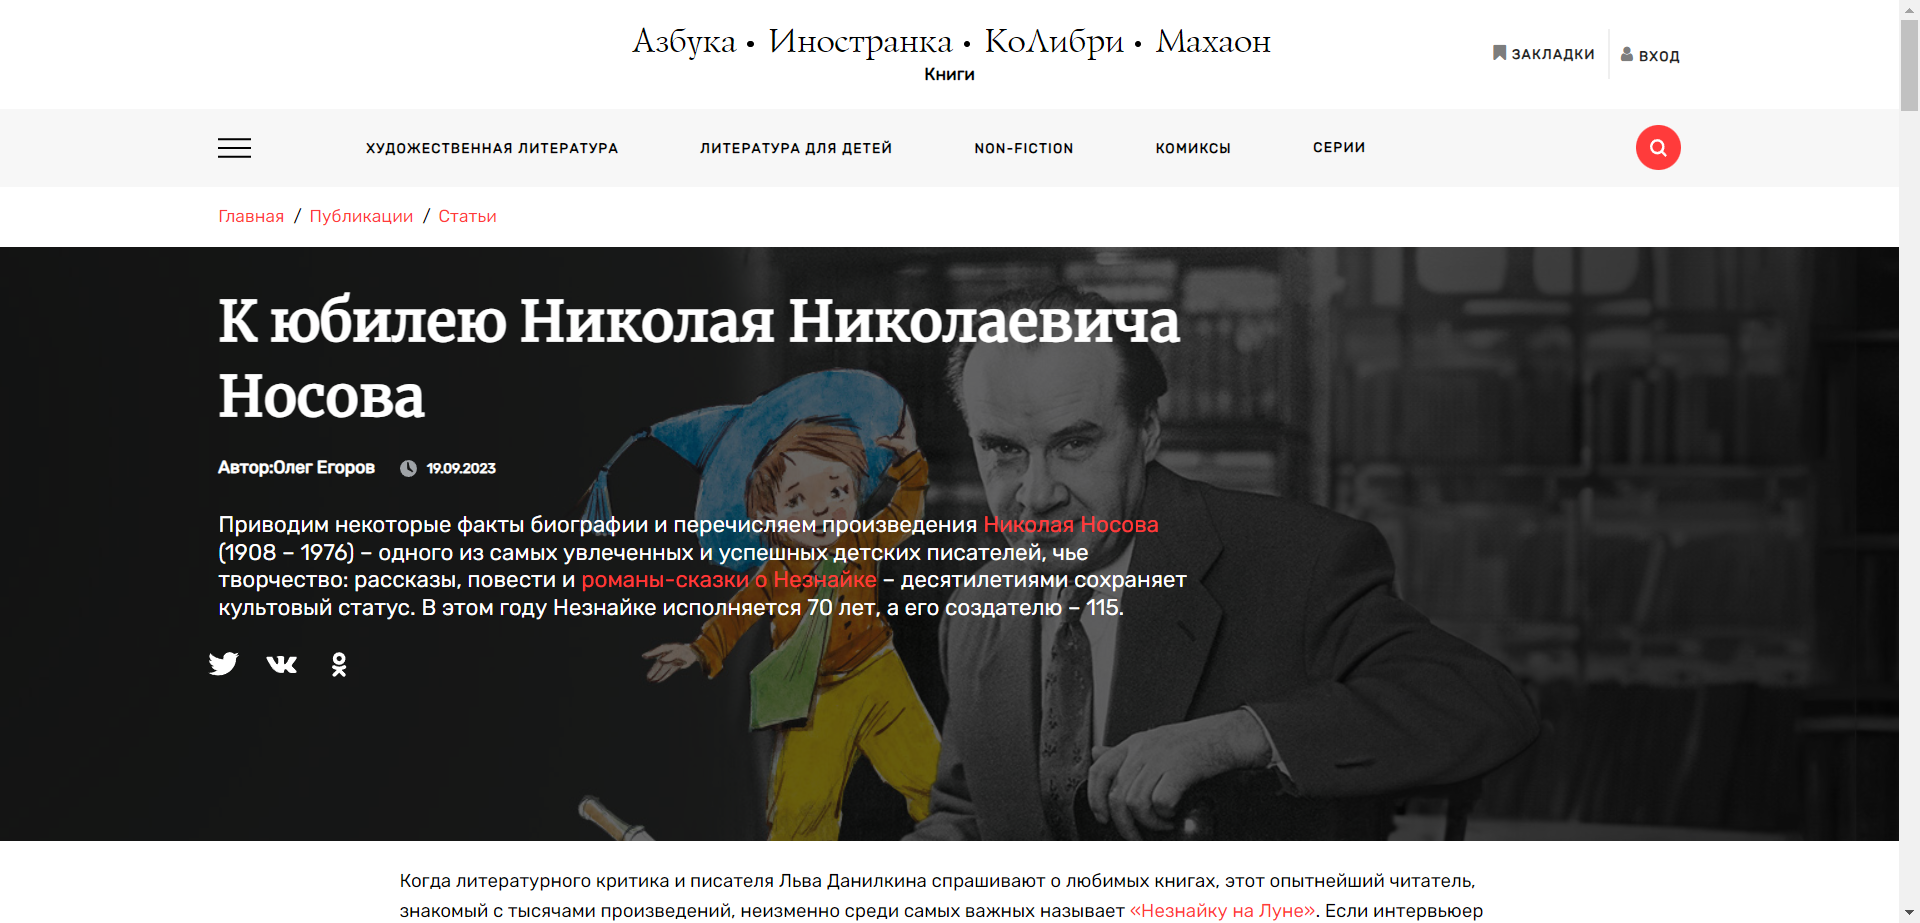 Азбука • Иностранка • КоЛибри • Махаон
Книги
ЗАКЛАДКИ
ВХОД
ХУДОЖЕСТВЕННАЯ ЛИТЕРАТУРА
ЛИТЕРАТУРА ДЛЯ ДЕТЕЙ
NON-FICTION
КОМИКСЫ
СЕРИИ
Главная / Публикации / Статьи
К юбилею Николая Николаевича
Носова
Автор:Олег Егоров
19.09.2023
Приводим некоторые факты биографии и перечисляем произведения Николая Носова
(1908 – 1976) – одного из самых увлеченных и успешных детских писателей, чье
творчество: рассказы, повести и романы-сказки о Незнайке – десятилетиями сохраняет
культовый статус. В этом году Незнайке исполняется 70 лет, а его создателю – 115.
Когда литературного критика и писателя Льва Данилкина спрашивают о любимых книгах, этот опытнейший читатель,
знакомый с тысячами произведений, неизменно среди самых важных называет «Незнайку на Луне». Если интервьюер